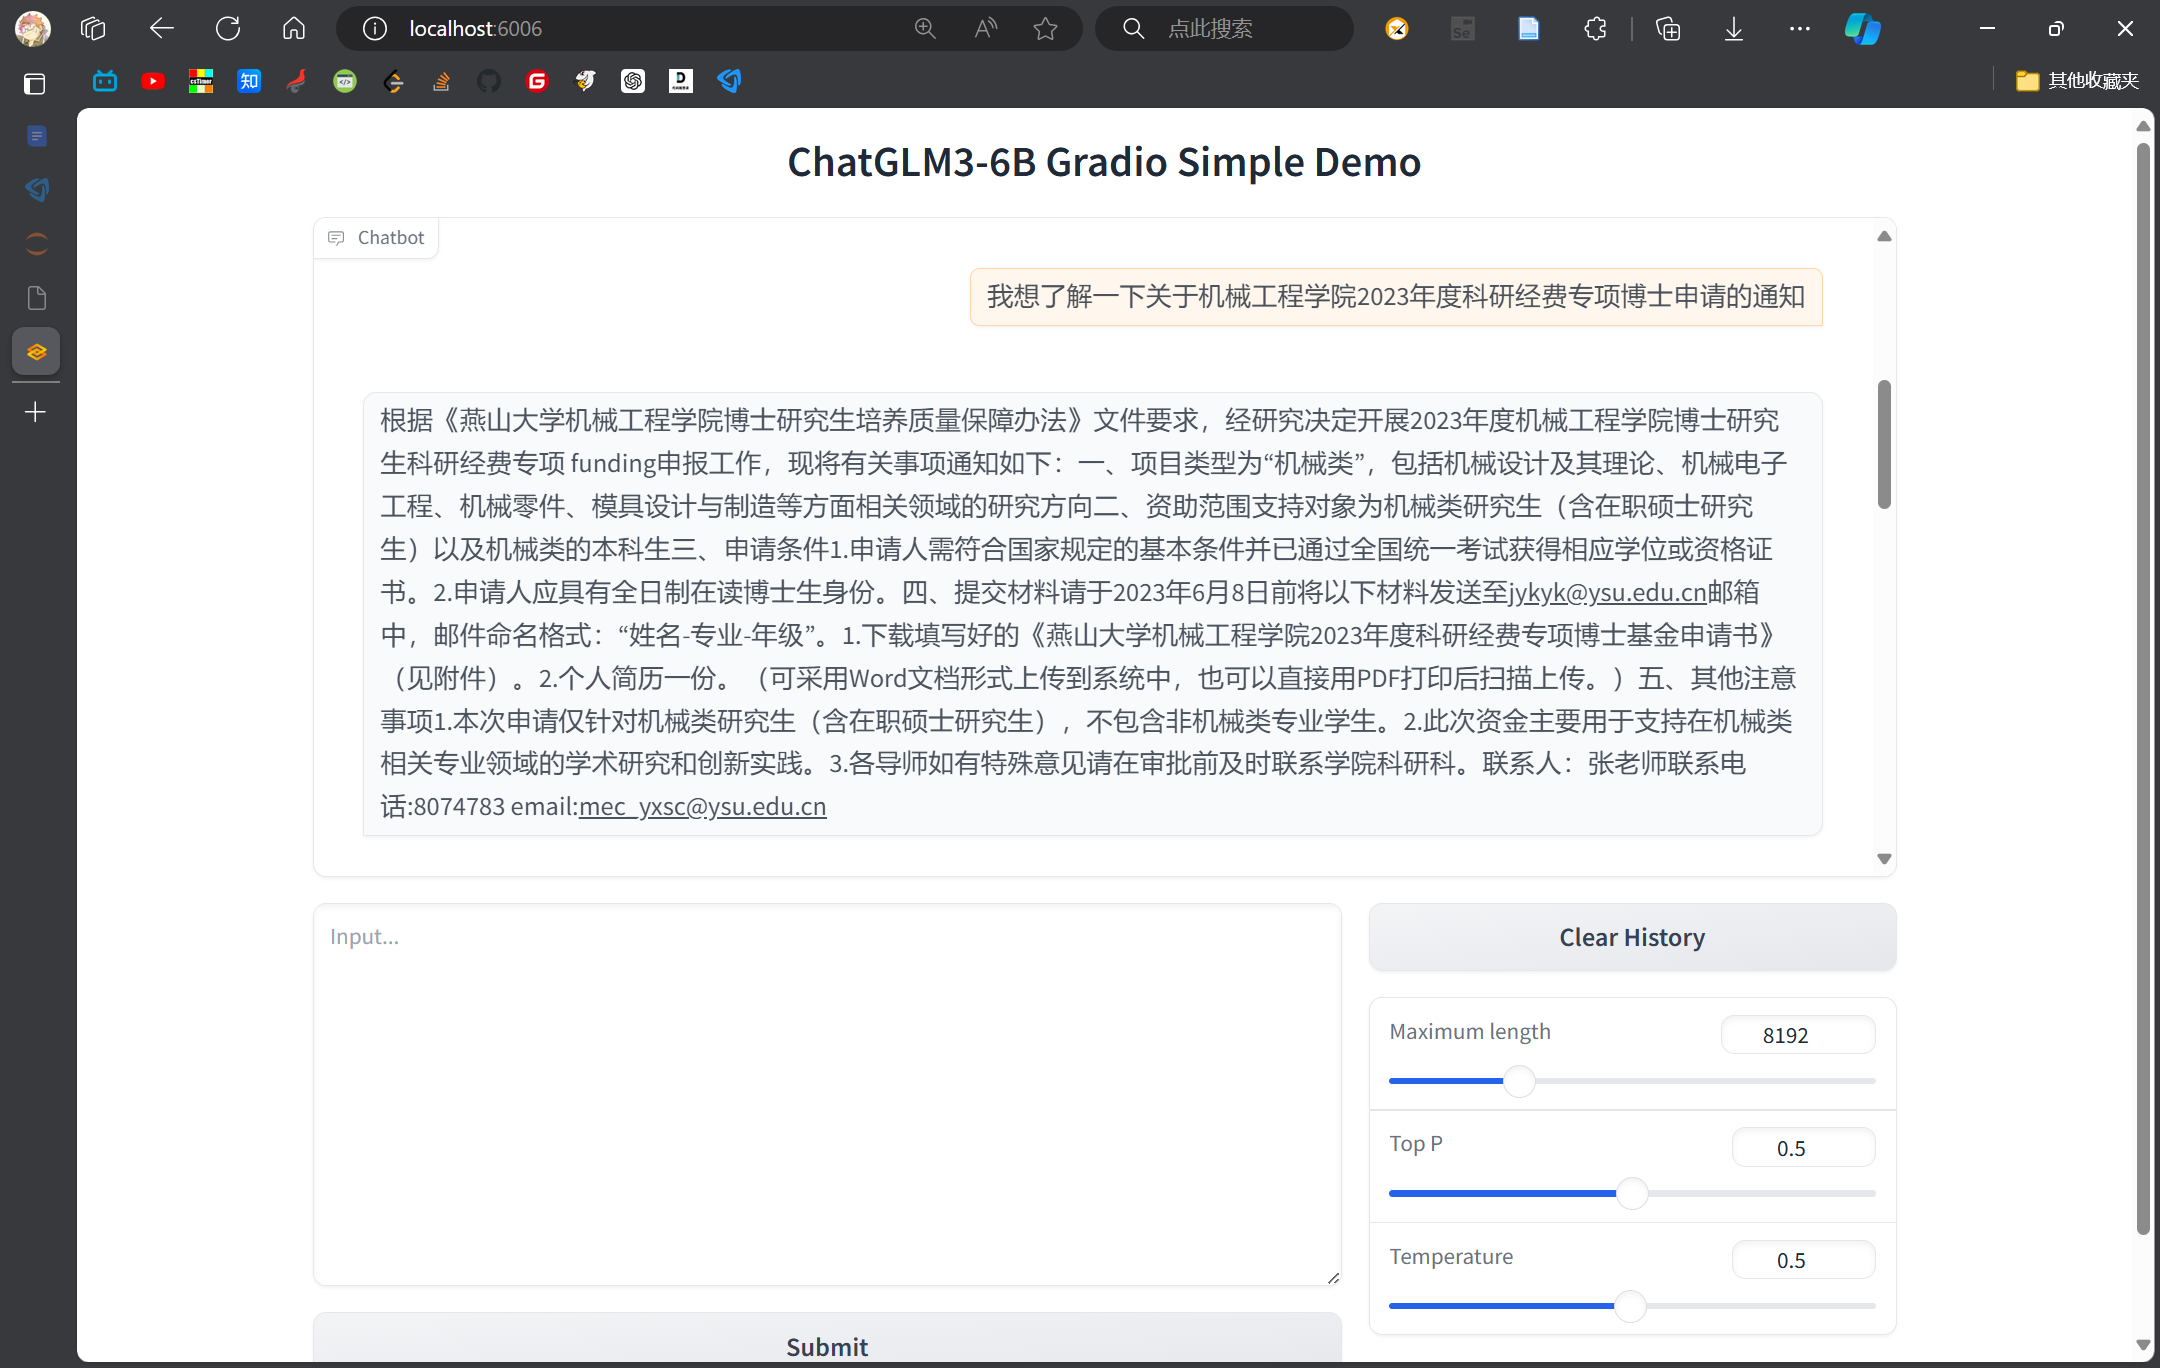 localhost:6006
点此搜索
其他收藏夹
ChatGLM3-6B Gradio Simple Demo
Chatbot
我想了解一下关于机械工程学院2023年度科研经费专项博士申请的通知
根据《燕山大学机械工程学院博士研究生培养质量保障办法》文件要求，经研究决定开展2023年度机械工程学院博士研究
生科研经费专项 funding申报工作，现将有关事项通知如下：一、项目类型为“机械类”，包括机械设计及其理论、机械电子
工程、机械零件、模具设计与制造等方面相关领域的研究方向二、资助范围支持对象为机械类研究生（含在职硕士研究
生）以及机械类的本科生三、申请条件1.申请人需符合国家规定的基本条件并已通过全国统一考试获得相应学位或资格证
书。2.申请人应具有全日制在读博士生身份。四、提交材料请于2023年6月8日前将以下材料发送至jykyk@ysu.edu.cn邮箱
中，邮件命名格式：“姓名-专业-年级”。1.下载填写好的《燕山大学机械工程学院2023年度科研经费专项博士基金申请书》
（见附件）。2.个人简历一份。（可采用Word文档形式上传到系统中，也可以直接用PDF打印后扫描上传。）五、其他注意
事项1.本次申请仅针对机械类研究生（含在职硕士研究生），不包含非机械类专业学生。2.此次资金主要用于支持在机械类
相关专业领域的学术研究和创新实践。3.各导师如有特殊意见请在审批前及时联系学院科研科。联系人：张老师联系电
话:8074783 email:mec_yxsc@ysu.edu.cn
Input...
Clear History
Maximum length
8192
Top P
0.5
Temperature
0.5
Submit